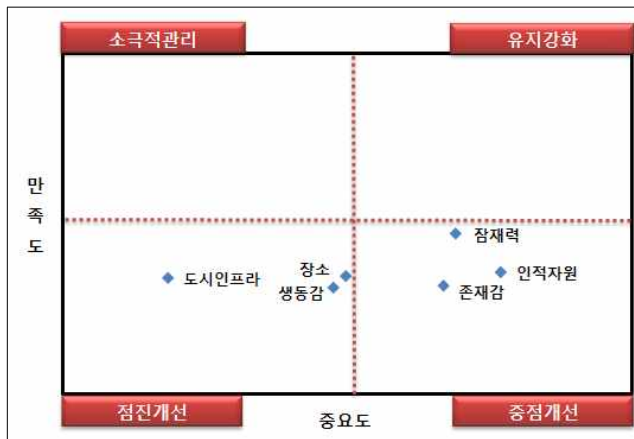 소극적관리
유지강화
만족도
잠재력
장소
인적자원
도시인프라
생동감
존재감
점진개선
중요도
중점개선